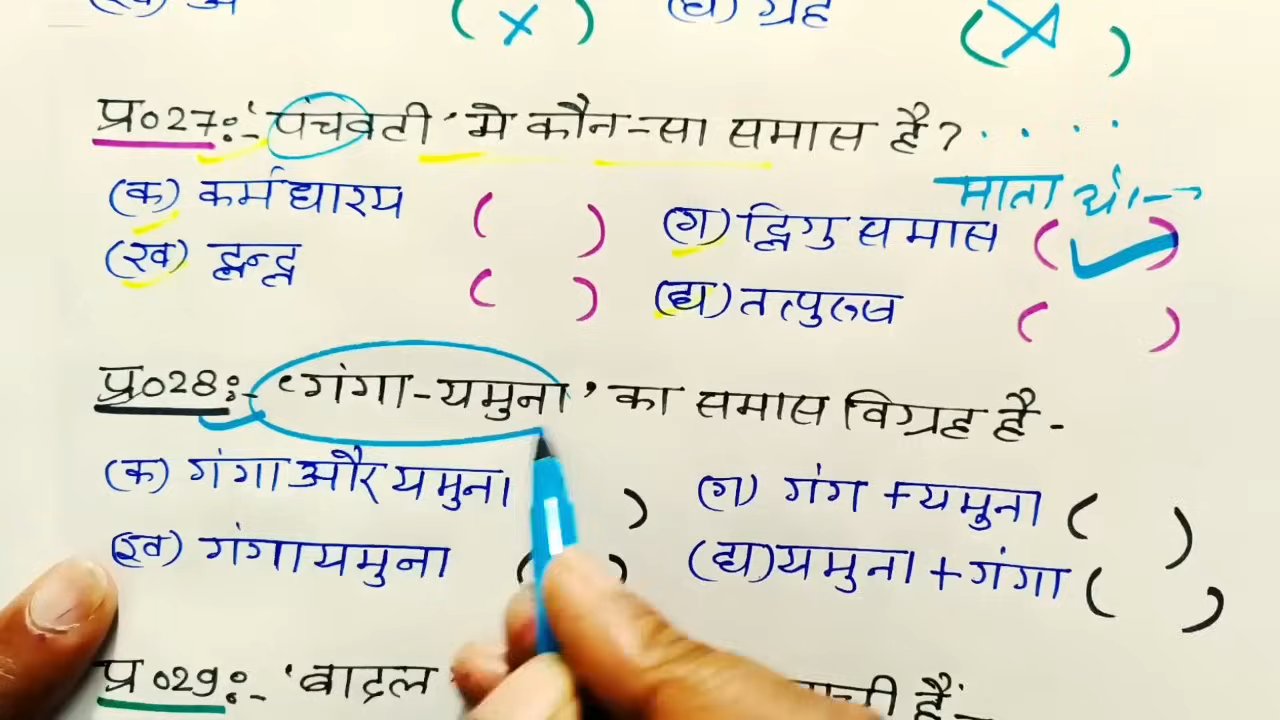 (घ) ग्रह
प्र०27:- 'पंचवटी' मे कौन-सा समास है? . . . .
(क) कर्मधारय ( ) (ग) द्विगु समास ( ✓ )
(ख) द्वन्द्व ( ) (घ) तत्पुरुष ( )
प्र०28:- 'गंगा-यमुना' का समास विग्रह है -
(क) गंगा और यमुना ) (ग) गंग + यमुना ( )
(ख) गंगायमुना ( ) (घ) यमुना + गंगा ( )
प्र०29:- 'बादल है:-